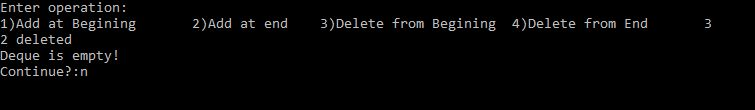 Enter operation:
1)Add at Begining 2)Add at end 3)Delete from Begining 4)Delete from End 3
2 deleted
Deque is empty!
Continue?:n